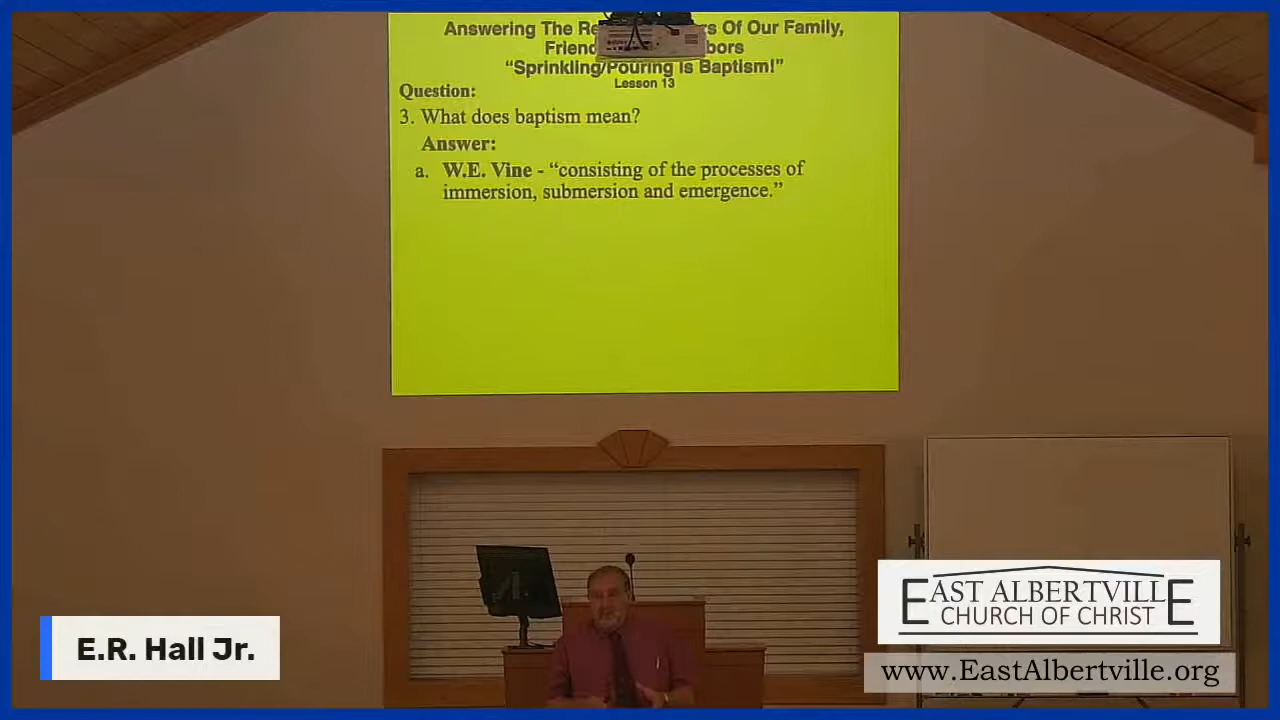 Answering The Re s Of Our Family,
Friend bors
“Sprinkling/Pouring Is Baptism!”
Lesson 13
Question:
3. What does baptism mean?
Answer:
a. W.E. Vine - “consisting of the processes of
immersion, submersion and emergence.”
EAST ALBERTVILLE
CHURCH OF CHRIST
E.R. Hall Jr.
www.EastAlbertville.org